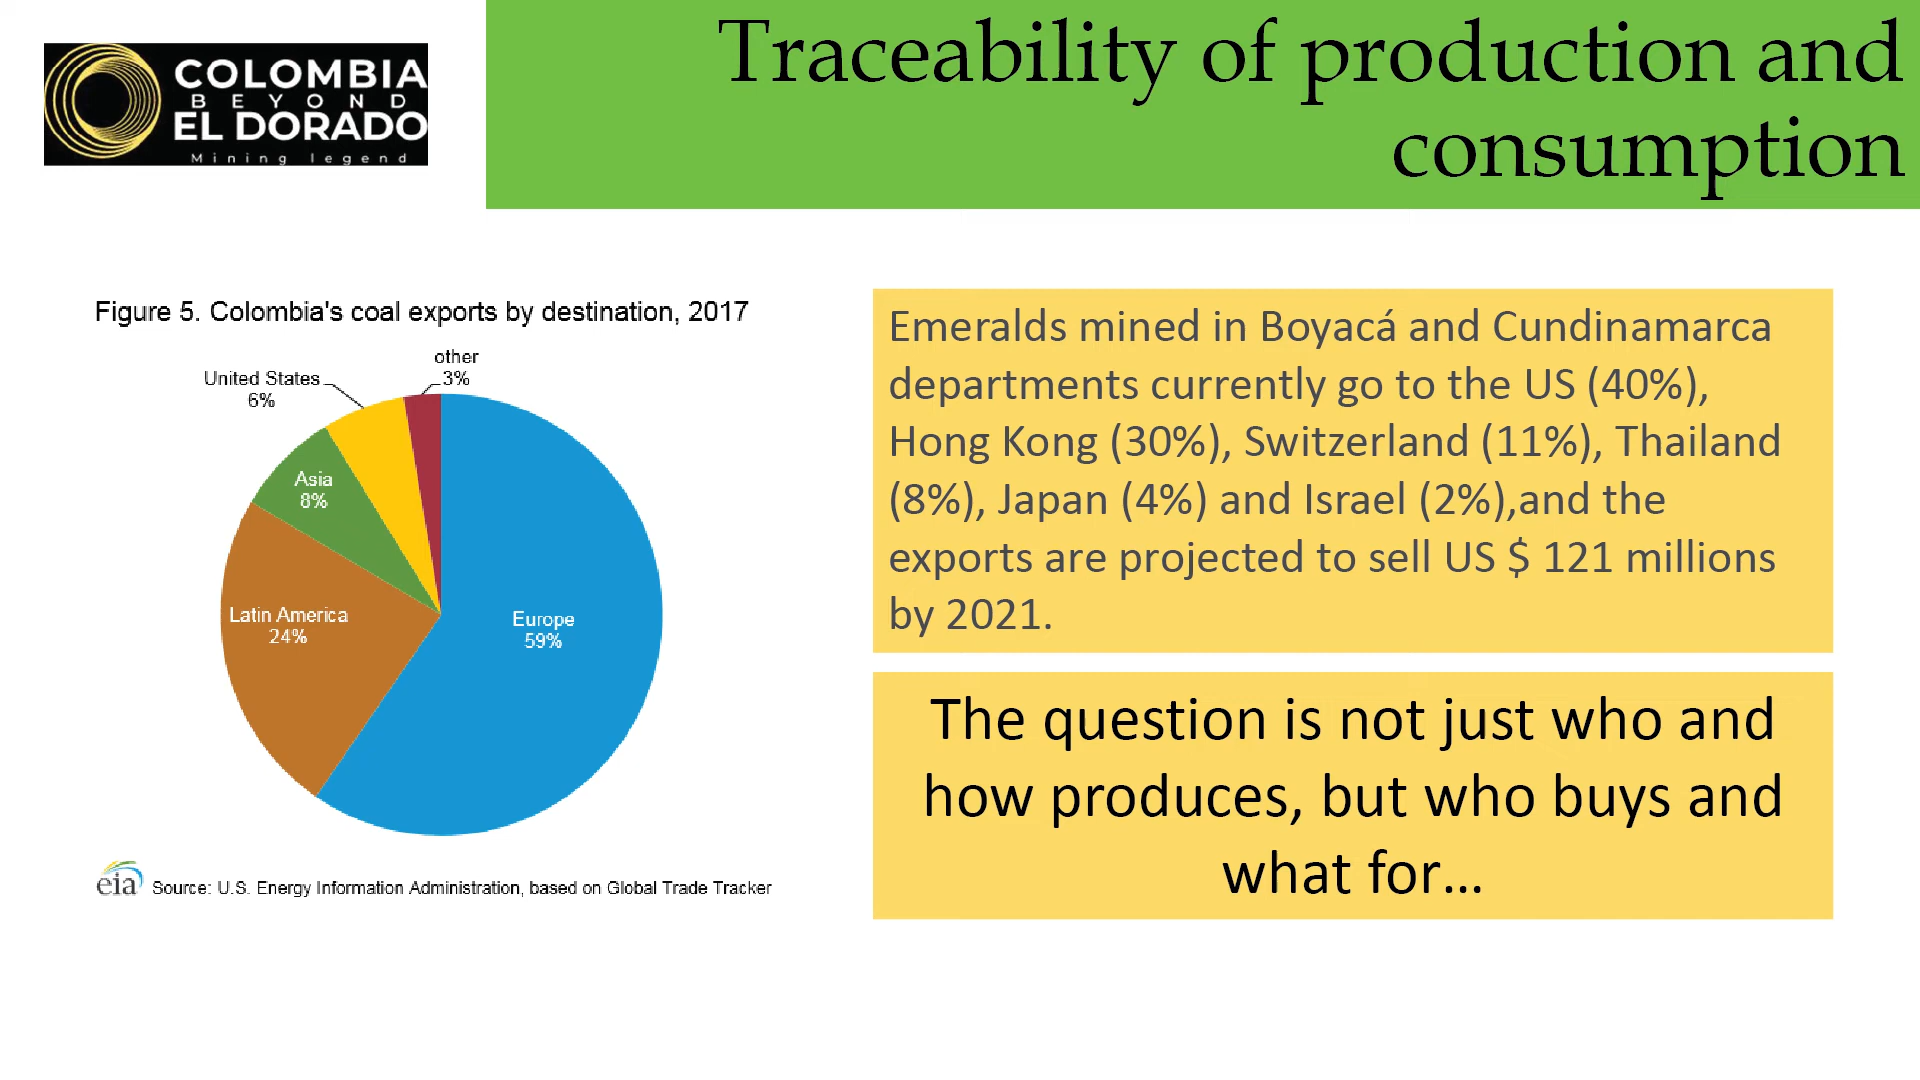 COLOMBIA
BEYOND
EL DORADO
Mining legend
Traceability of production and
consumption
Figure 5. Colombia's coal exports by destination, 2017
other
3%
United States
6%
Asia
8%
Latin America
24%
Europe
59%
eia
Source: U.S. Energy Information Administration, based on Global Trade Tracker
Emeralds mined in Boyacá and Cundinamarca
departments currently go to the US (40%),
Hong Kong (30%), Switzerland (11%), Thailand
(8%), Japan (4%) and Israel (2%),and the
exports are projected to sell US $ 121 millions
by 2021.
The question is not just who and
how produces, but who buys and
what for…